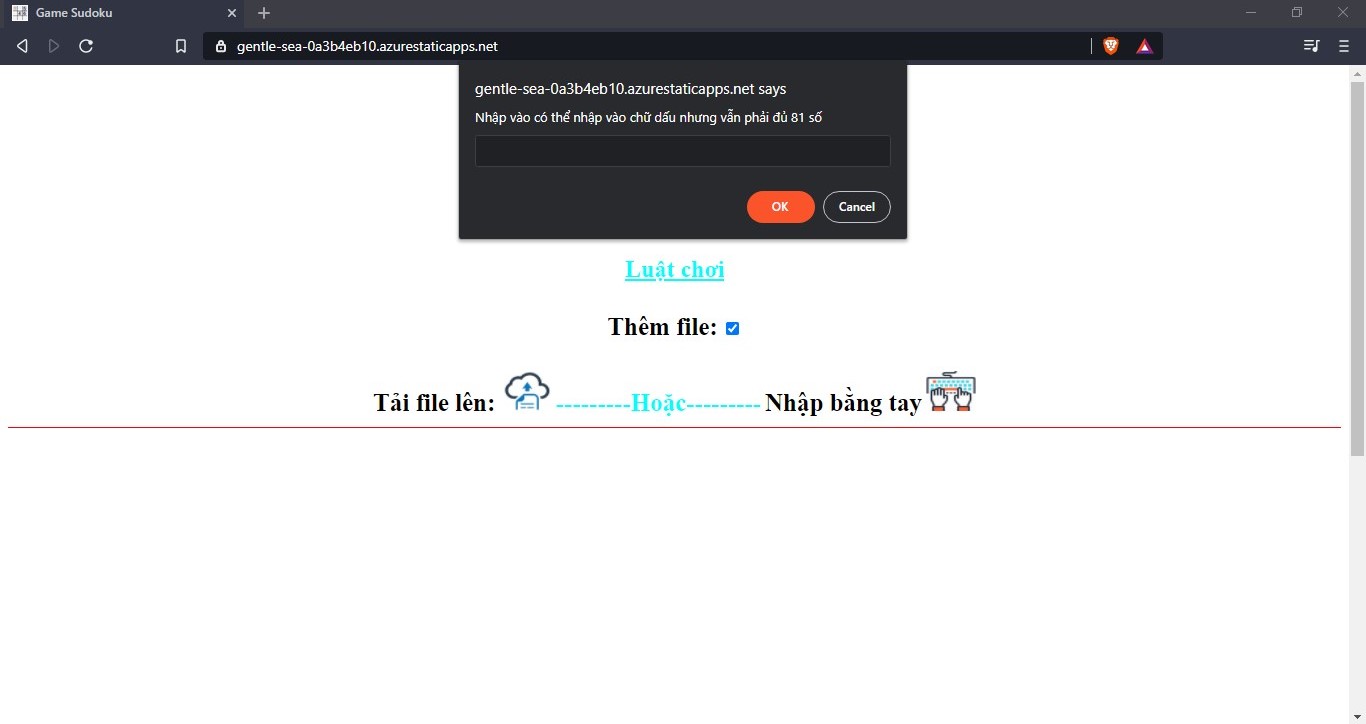 Game Sudoku
gentle-sea-0a3b4eb10.azurestaticapps.net
gentle-sea-0a3b4eb10.azurestaticapps.net says
Nhập vào có thể nhập vào chữ dấu nhưng vẫn phải đủ 81 số
OK Cancel
Luật chơi
Thêm file:
Tải file lên: ---------Hoặc--------- Nhập bằng tay